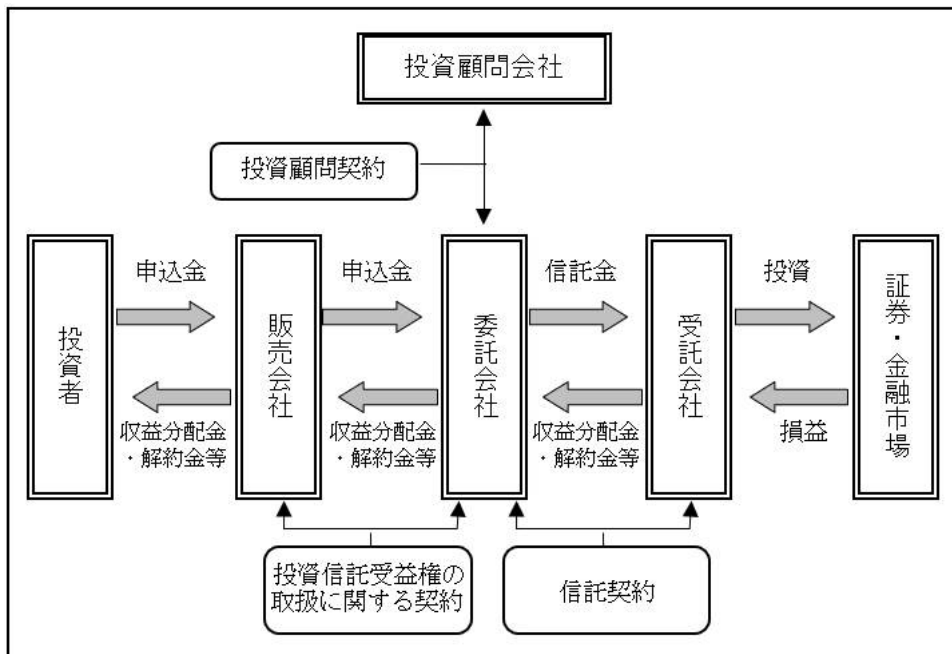 投資顧問会社
投資顧問契約
投資者
申込金
収益分配金
・解約金等
販売会社
申込金
収益分配金
・解約金等
委託会社
信託金
収益分配金
・解約金等
受託会社
投資
損益
証券・金融市場
投資信託受益権の
取扱に関する契約
信託契約